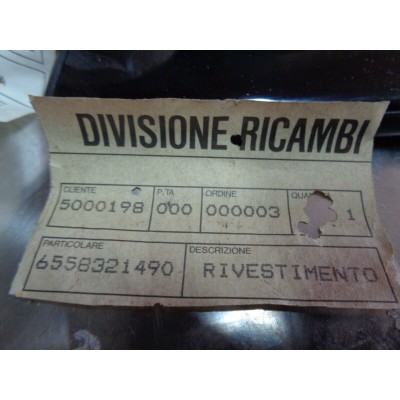 DIVISIONE RICAMBI
CLIENTE P.TA ORDINE
5000198 000 000003 1
PARTICOLARE DESCRIZIONE
6558321490 RIVESTIMENTO